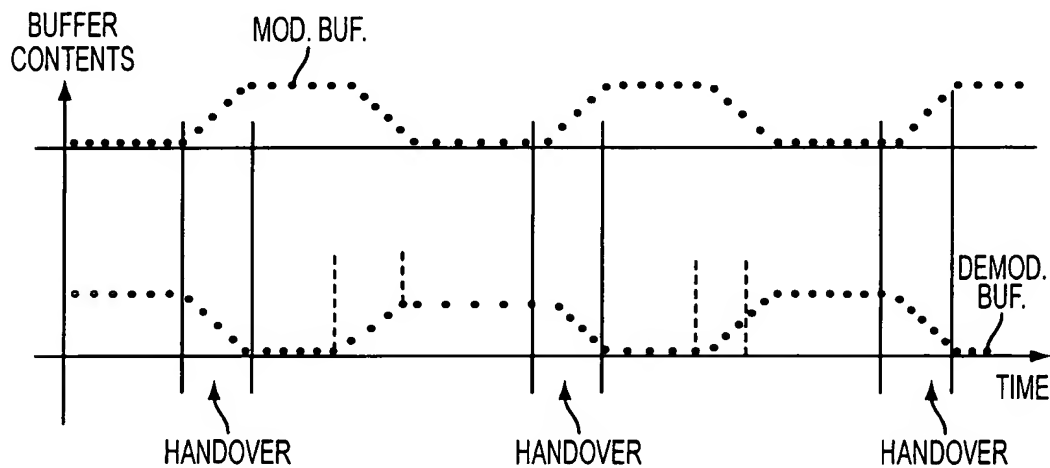 BUFFER
CONTENTS
MOD. BUF.
DEMOD.
BUF.
TIME
HANDOVER
HANDOVER
HANDOVER